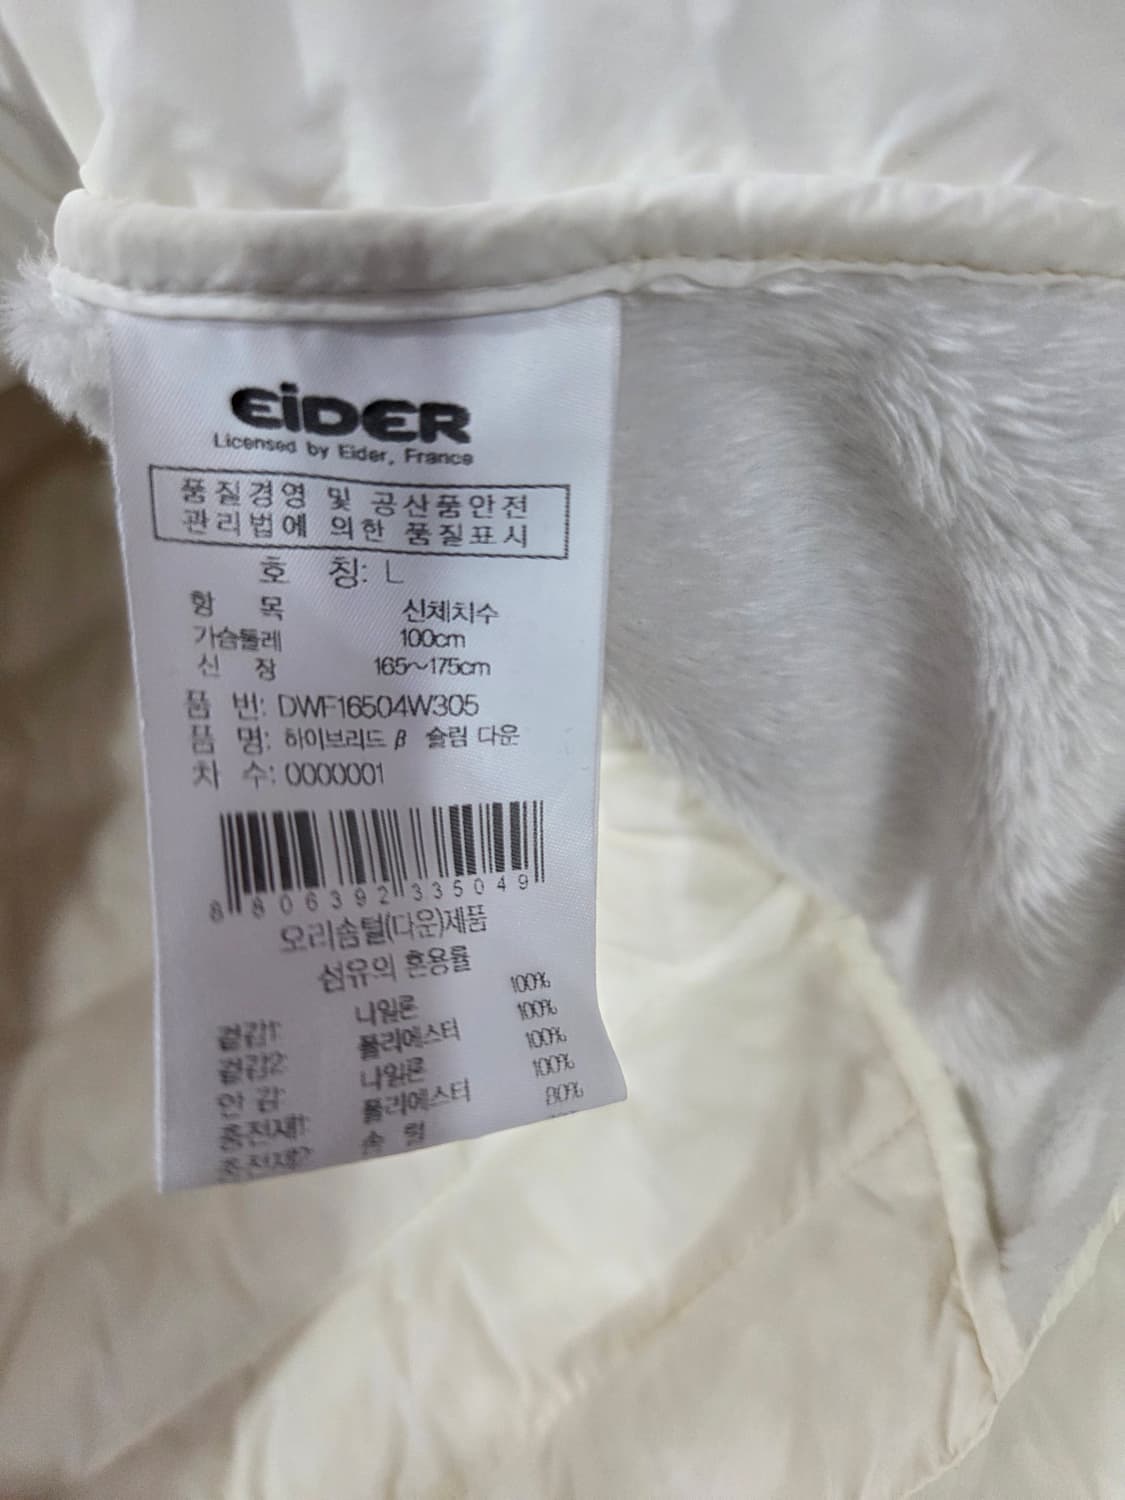 EiDER
Licensed by Eider, France
품질경영 및 공산품안전
관리법에 의한 품질표시
호 칭: L
항 목 신체치수
가슴둘레 100cm
신 장 165~175cm
품 번: DWF16504W305
품 명: 하이브리드 β 슬림 다운
차 수: 0000001
8 806392 335049
오리솜털(다운)제품
섬유의 혼용률
겉감1: 나일론 100%
겉감2: 폴리에스터 100%
안 감: 나일론 100%
충전재1: 폴리에스터 100%
충전재2: 솜 털 80%